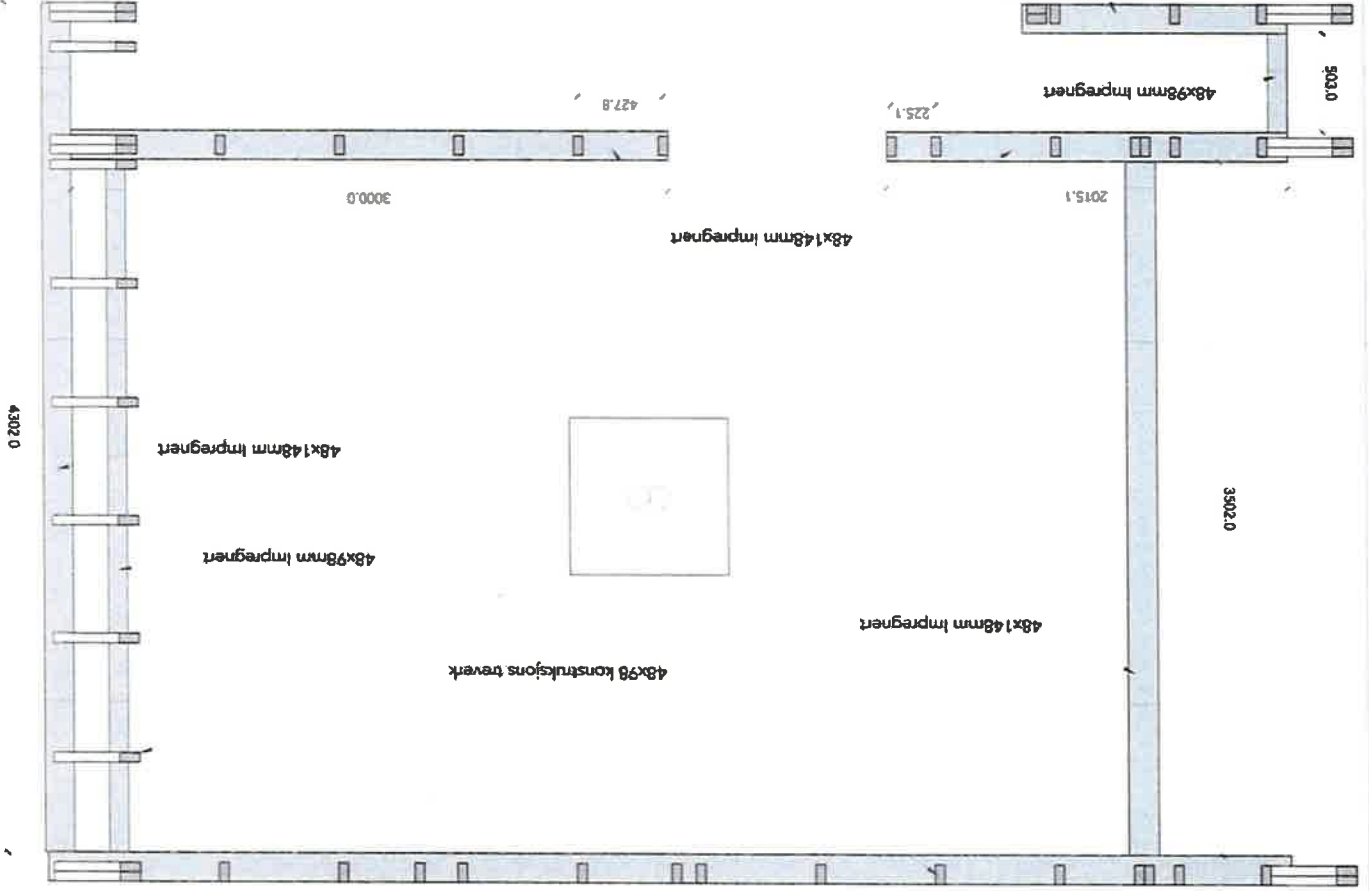 48x98 konstruksjons treverk
48x148mm Impregnert
48x98mm Impregnert
3502.0
48x148mm Impregnert
4302.0
48x148mm Impregnert
2015.1
3000.0
225.1
427.8
48x98mm Impregnert
503.0